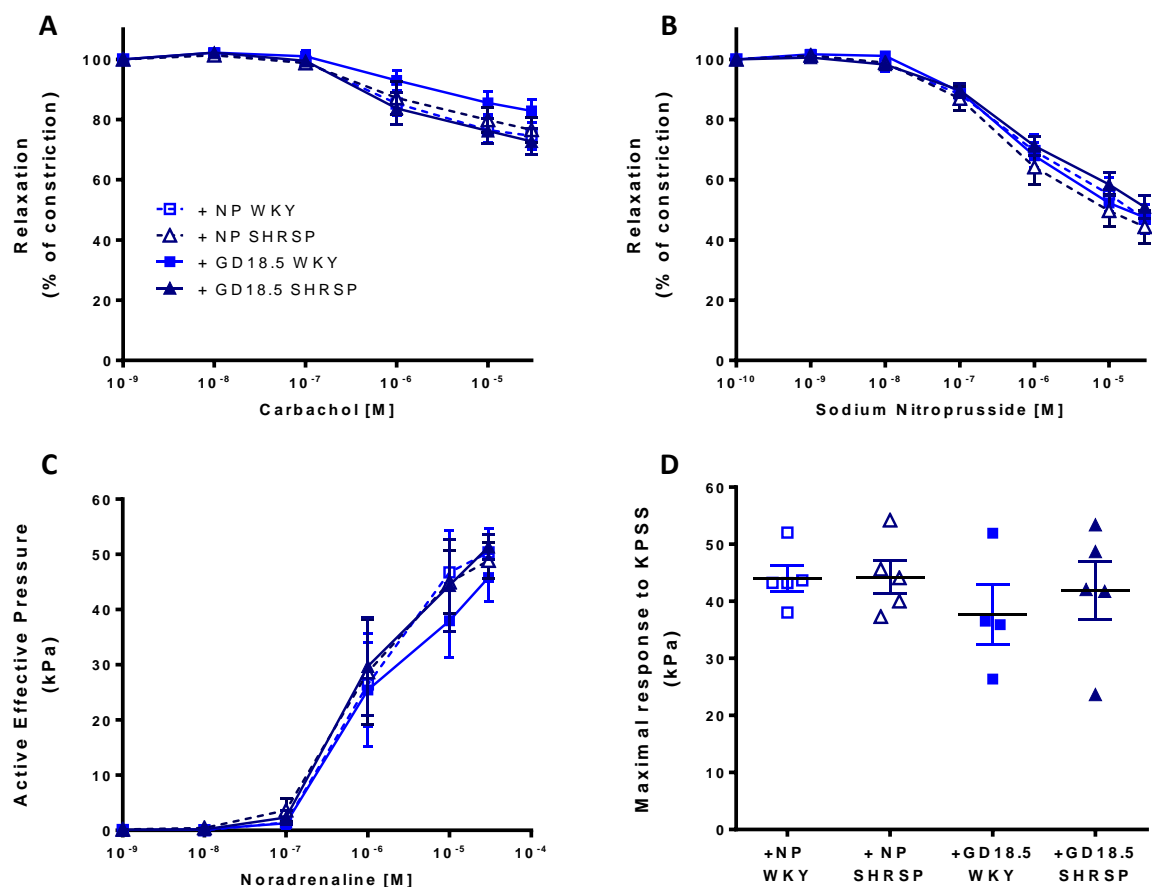 A
Relaxation
(% of constriction)
100
80
60
40
20
0
+ NP WKY
+ NP SHRSP
+ GD18.5 WKY
+ GD18.5 SHRSP
10-9 10-8 10-7 10-6 10-5
Carbachol [M]
B
Relaxation
(% of constriction)
100
80
60
40
20
0
10-10 10-9 10-8 10-7 10-6 10-5
Sodium Nitroprusside [M]
C
Active Effective Pressure
(kPa)
60
50
40
30
20
10
0
10-9 10-8 10-7 10-6 10-5 10-4
Noradrenaline [M]
D
Maximal response to KPSS
(kPa)
60
50
40
30
20
10
0
+NP + NP +GD18.5 +GD18.5
WKY SHRSP WKY SHRSP